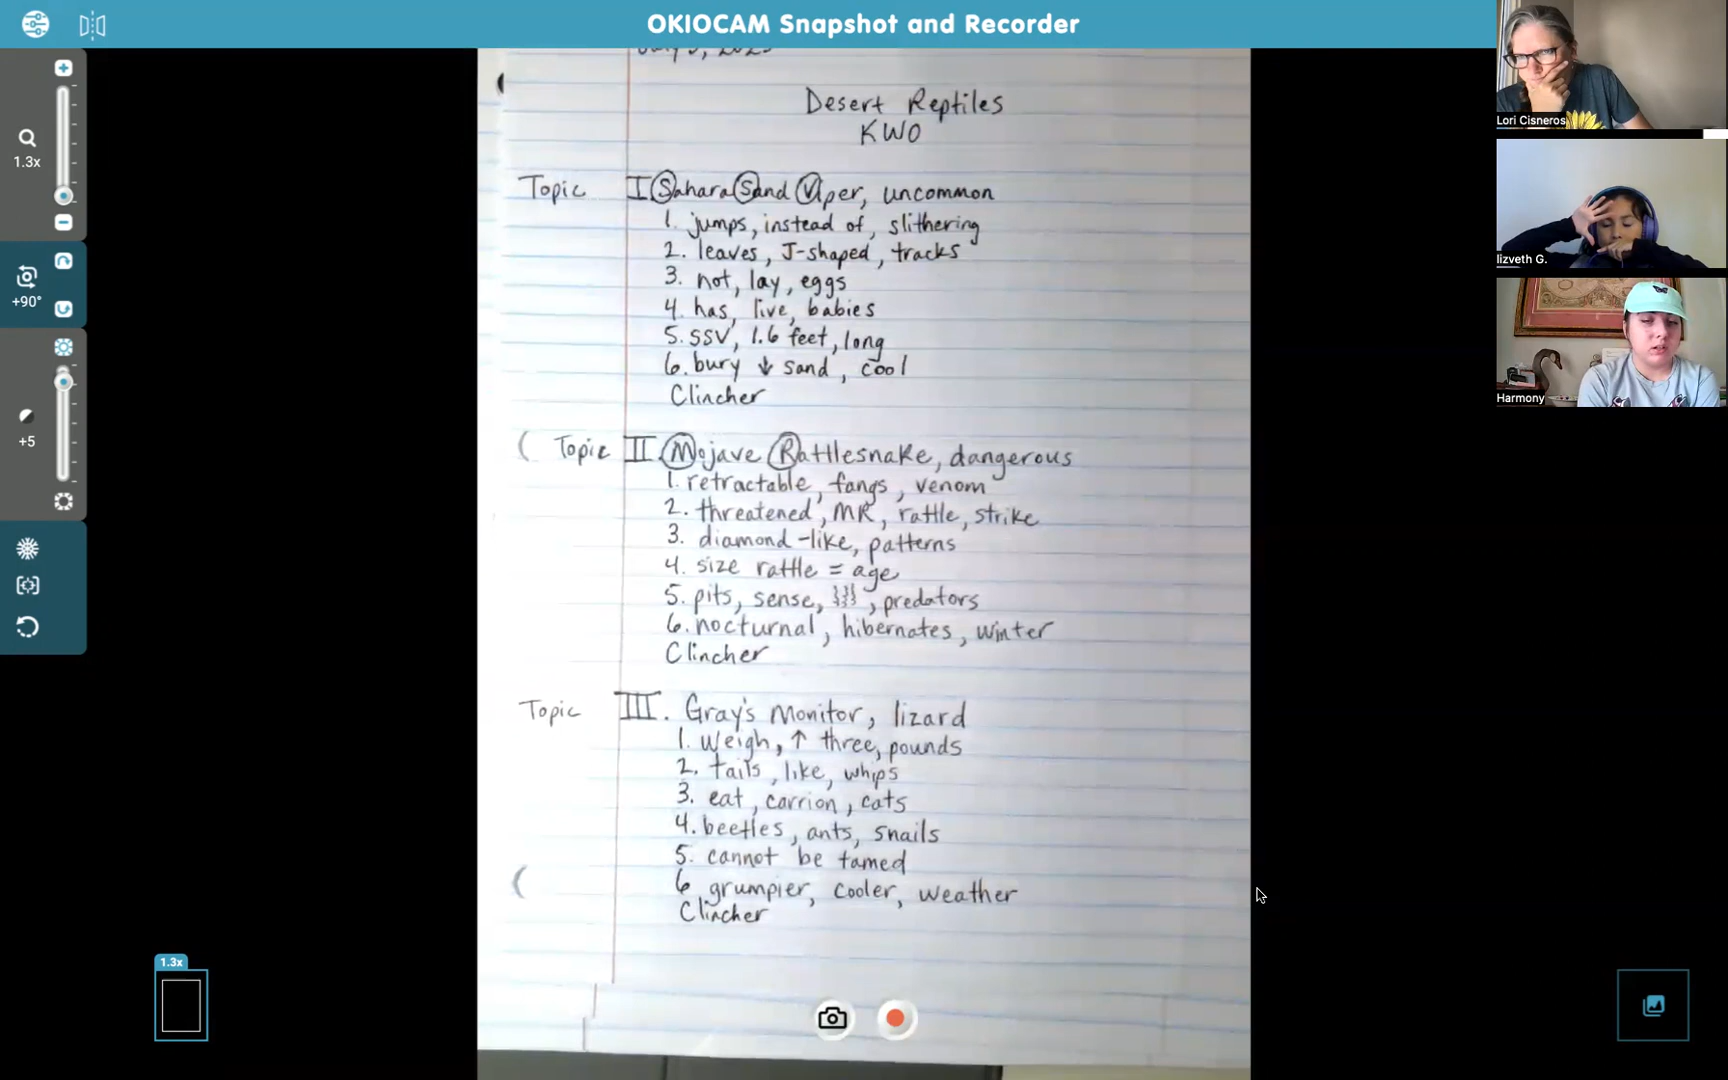 OKIOCAM Snapshot and Recorder
Desert Reptiles
KWO
Topic I Sahara Sand Viper, uncommon
1. jumps, instead of, slithering
2. leaves, J-shaped, tracks
3. not, lay, eggs
4. has, live, babies
5. SSV, 1.6 feet, long
6. bury ↓ sand, cool
Clincher
Topic II. Mojave Rattlesnake, dangerous
1. retractable, fangs, venom
2. threatened, MR, rattle, strike
3. diamond-like, patterns
4. size rattle = age
5. pits, sense, , predators
6. nocturnal, hibernates, winter
Clincher
Topic III. Gray's Monitor, lizard
1. weigh, ↑ three, pounds
2. tails, like, whips
3. eat, carrion, cats
4. beetles, ants, snails
5. cannot be tamed
6 grumpier, cooler, weather
Clincher
1.3x
+90°
+5
1.3x
Lori Cisneros
lizveth G.
Harmony